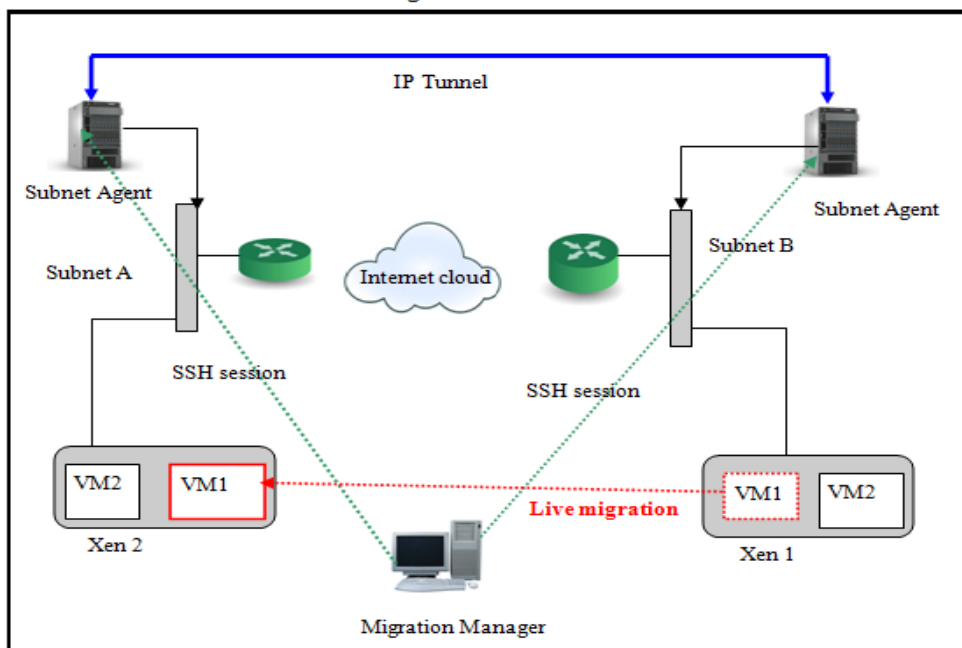 IP Tunnel
Subnet Agent
Subnet Agent
Subnet A
Subnet B
Internet cloud
SSH session
SSH session
VM2
VM1
VM1
VM2
Live migration
Xen 2
Xen 1
Migration Manager